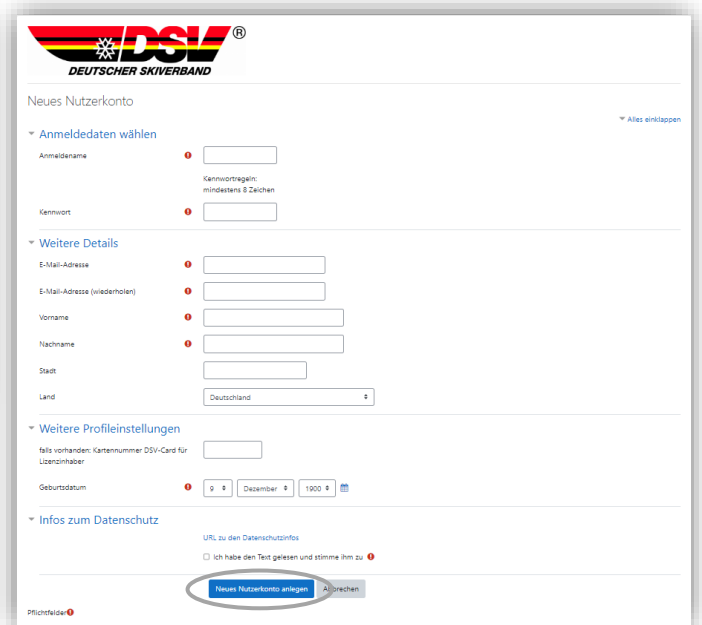 DSV ®
DEUTSCHER SKIVERBAND
Neues Nutzerkonto
Alles einklappen
Anmeldedaten wählen
Anmeldename
Kennwortregeln:
mindestens 8 Zeichen
Kennwort
Weitere Details
E-Mail-Adresse
E-Mail-Adresse (wiederholen)
Vorname
Nachname
Stadt
Land Deutschland
Weitere Profileinstellungen
falls vorhanden: Kartennummer DSV-Card für
Lizenzinhaber
Geburtsdatum 9 Dezember 1900
Infos zum Datenschutz
URL zu den Datenschutzinfos
Ich habe den Text gelesen und stimme ihm zu
Neues Nutzerkonto anlegen Abbrechen
Pflichtfelder